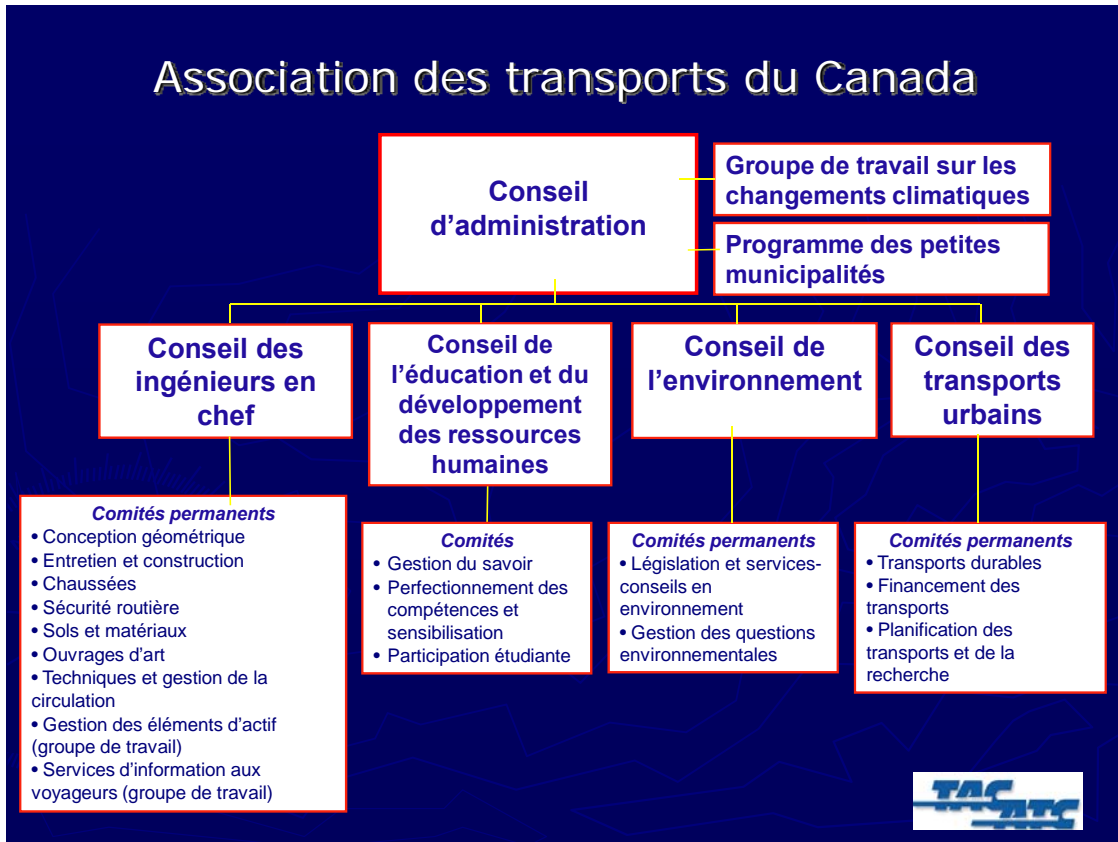 Association des transports du Canada
Conseil
d’administration
Groupe de travail sur les
changements climatiques
Programme des petites
municipalités
Conseil des
ingénieurs en
chef
Conseil de
l’éducation et du
développement
des ressources
humaines
Conseil de
l’environnement
Conseil des
transports
urbains
Comités permanents
• Conception géométrique
• Entretien et construction
• Chaussées
• Sécurité routière
• Sols et matériaux
• Ouvrages d’art
• Techniques et gestion de la
circulation
• Gestion des éléments d’actif
(groupe de travail)
• Services d’information aux
voyageurs (groupe de travail)
Comités
• Gestion du savoir
• Perfectionnement des
compétences et
sensibilisation
• Participation étudiante
Comités permanents
• Législation et services-
conseils en
environnement
• Gestion des questions
environnementales
Comités permanents
• Transports durables
• Financement des
transports
• Planification des
transports et de la
recherche
TAC
ATC